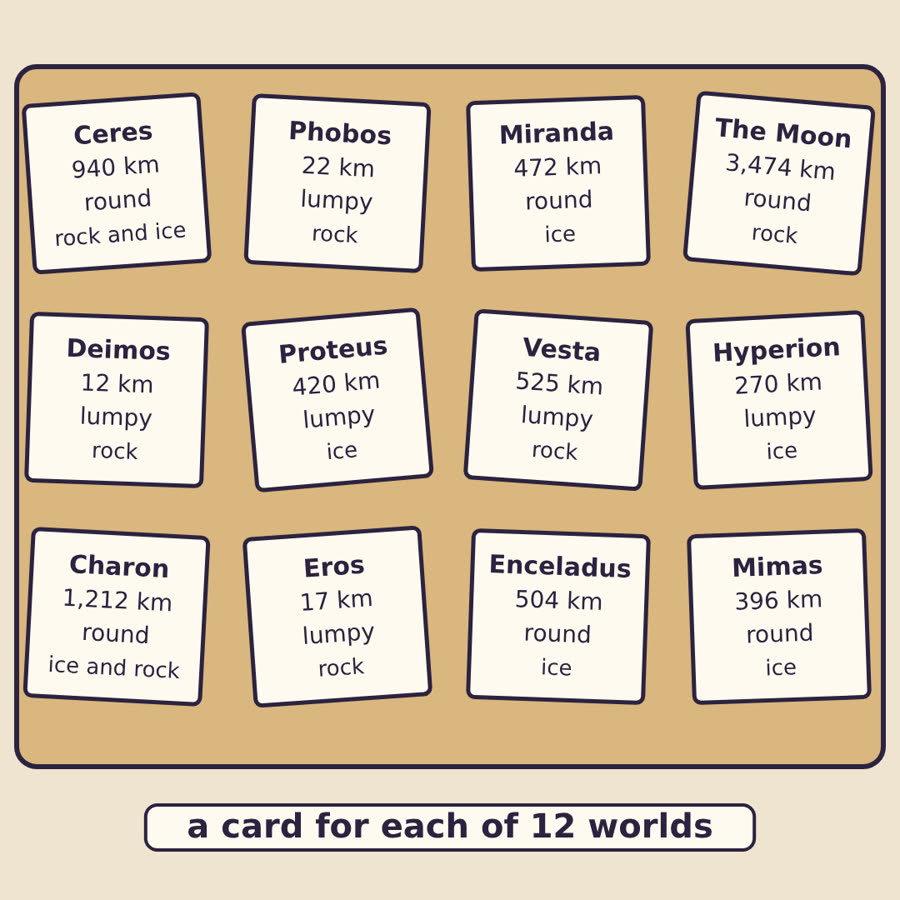 Ceres
940 km
round
rock and ice
Phobos
22 km
lumpy
rock
Miranda
472 km
round
ice
The Moon
3,474 km
round
rock
Deimos
12 km
lumpy
rock
Proteus
420 km
lumpy
ice
Vesta
525 km
lumpy
rock
Hyperion
270 km
lumpy
ice
Charon
1,212 km
round
ice and rock
Eros
17 km
lumpy
rock
Enceladus
504 km
round
ice
Mimas
396 km
round
ice
a card for each of 12 worlds